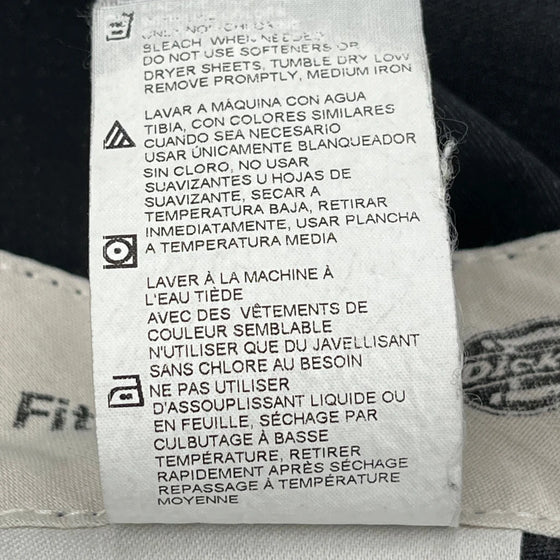 ONLY NON-CHLORINE
BLEACH, WHEN NEEDED
DO NOT USE SOFTENERS OR
DRYER SHEETS, TUMBLE DRY LOW
REMOVE PROMPTLY, MEDIUM IRON
LAVAR A MÁQUINA CON AGUA
TIBIA, CON COLORES SIMILARES
CUANDO SEA NECESARIO
USAR ÚNICAMENTE BLANQUEADOR
SIN CLORO, NO USAR
SUAVIZANTES U HOJAS DE
SUAVIZANTE, SECAR A
TEMPERATURA BAJA, RETIRAR
INMEDIATAMENTE, USAR PLANCHA
A TEMPERATURA MEDIA
LAVER À LA MACHINE À
L'EAU TIÈDE
AVEC DES VÊTEMENTS DE
COULEUR SEMBLABLE
N'UTILISER QUE DU JAVELLISANT
SANS CHLORE AU BESOIN
NE PAS UTILISER
D'ASSOUPLISSANT LIQUIDE OU
EN FEUILLE, SÉCHAGE PAR
CULBUTAGE À BASSE
TEMPÉRATURE, RETIRER
RAPIDEMENT APRÈS SÉCHAGE
REPASSAGE À TEMPÉRATURE
MOYENNE
Fit
DICK